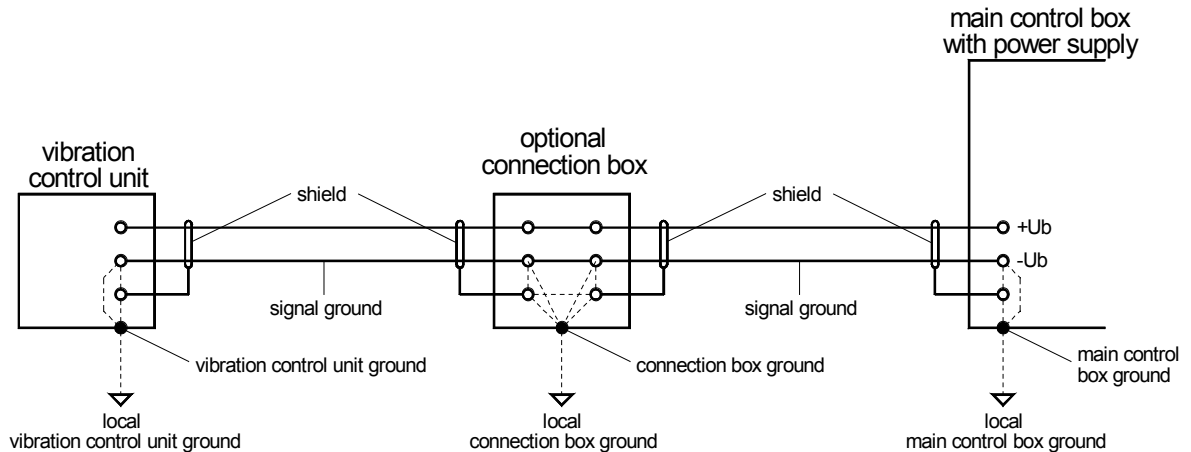 main control box
with power supply
vibration
control unit
optional
connection box
shield
shield
+Ub
-Ub
signal ground
signal ground
vibration control unit ground
connection box ground
main control
box ground
local
vibration control unit ground
local
connection box ground
local
main control box ground